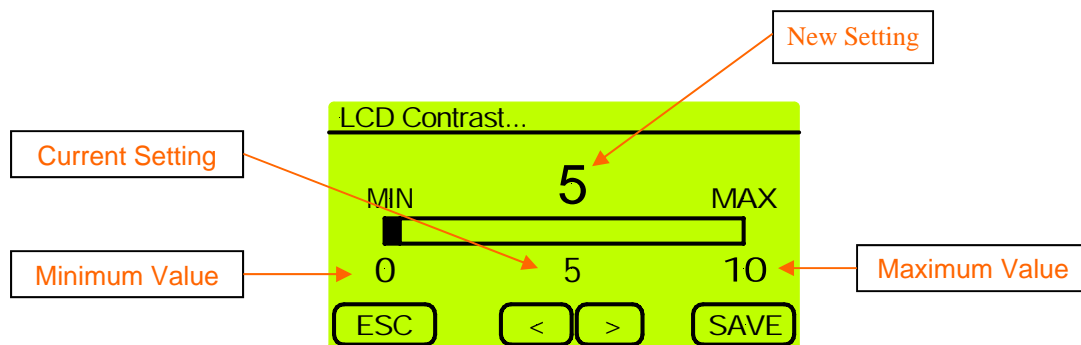 New Setting
LCD Contrast...
Current Setting
5
MIN
MAX
Minimum Value
0
5
10
Maximum Value
ESC
<
>
SAVE